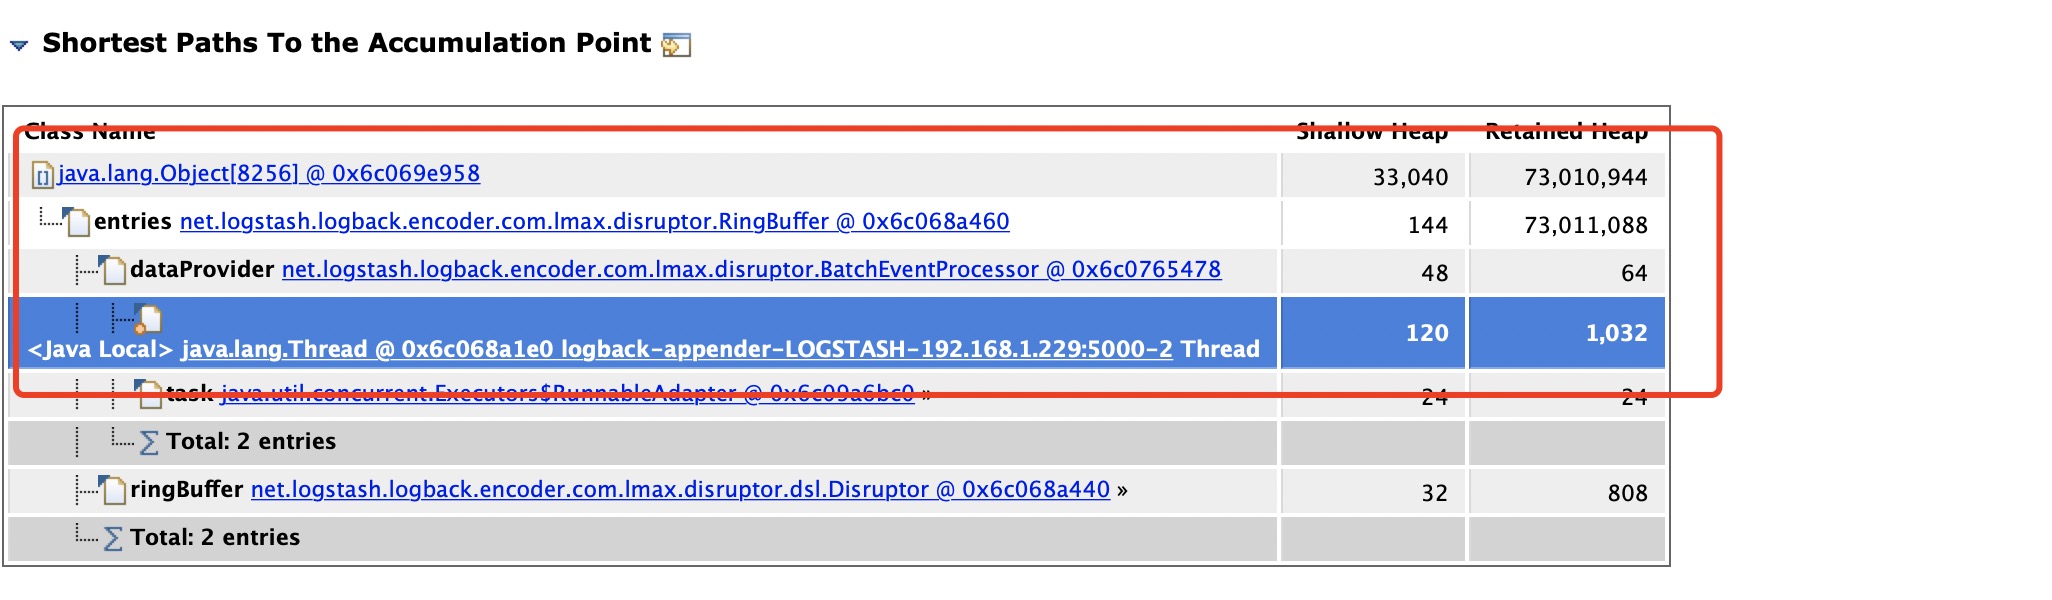 Shortest Paths To the Accumulation Point
Class Name Shallow Heap Retained Heap
java.lang.Object[8256] @ 0x6c069e958 33,040 73,010,944
entries net.logstash.logback.encoder.com.lmax.disruptor.RingBuffer @ 0x6c068a460 144 73,011,088
dataProvider net.logstash.logback.encoder.com.lmax.disruptor.BatchEventProcessor @ 0x6c0765478 48 64
<Java Local> java.lang.Thread @ 0x6c068a1e0 logback-appender-LOGSTASH-192.168.1.229:5000-2 Thread 120 1,032
task java.util.concurrent.Executors$RunnableAdapter @ 0x6c09a6bc0 » 24 24
Total: 2 entries
ringBuffer net.logstash.logback.encoder.com.lmax.disruptor.dsl.Disruptor @ 0x6c068a440 » 32 808
Total: 2 entries